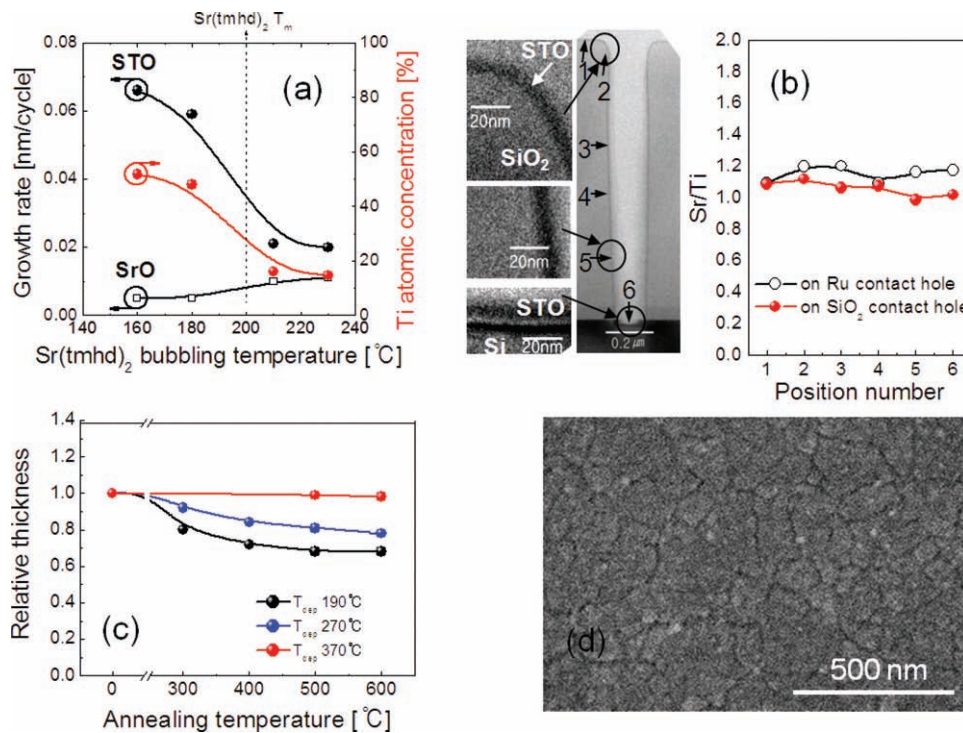 Sr(tmhd)₂ Tₘ
0.08
0.06
0.04
0.02
0.00
Growth rate [nm/cycle]
STO
SrO
(a)
100
80
60
40
20
0
Ti atomic concentration [%]
140 160 180 200 220 240
Sr(tmhd)₂ bubbling temperature [℃]
STO
20nm
SiO₂
20nm
STO
Si 20nm
1
2
3
4
5
6
0.2㎛
(b)
2.0
1.8
1.6
1.4
1.2
1.0
0.8
0.6
0.4
0.2
0.0
Sr/Ti
on Ru contact hole
on SiO₂ contact hole
1 2 3 4 5 6
Position number
1.4
1.2
1.0
0.8
0.6
0.4
0.2
0.0
Relative thickness
T dep 190℃
T dep 270℃
T dep 370℃
(c)
0 300 400 500 600
Annealing temperature [℃]
(d)
500 nm